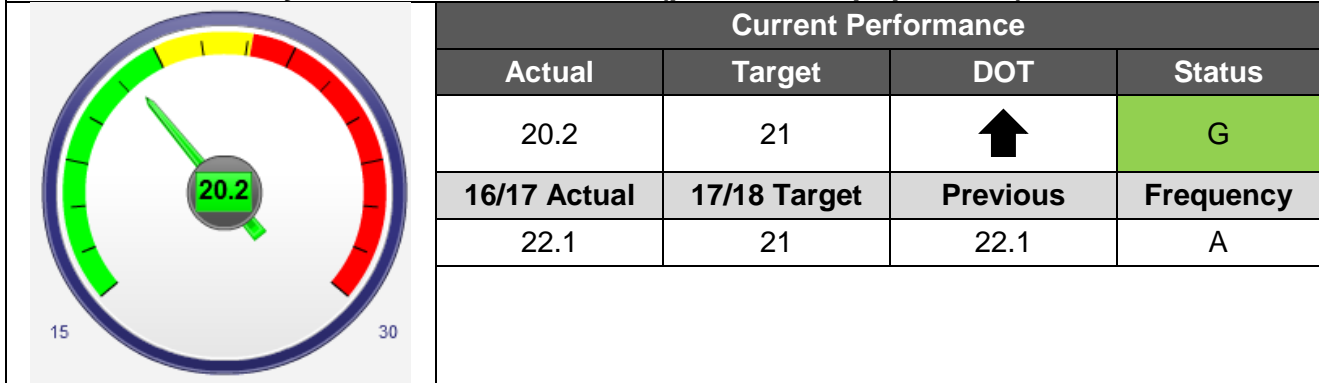 Current Performance
Actual Target DOT Status
20.2 21 G
16/17 Actual 17/18 Target Previous Frequency
22.1 21 22.1 A
20.2
15 30